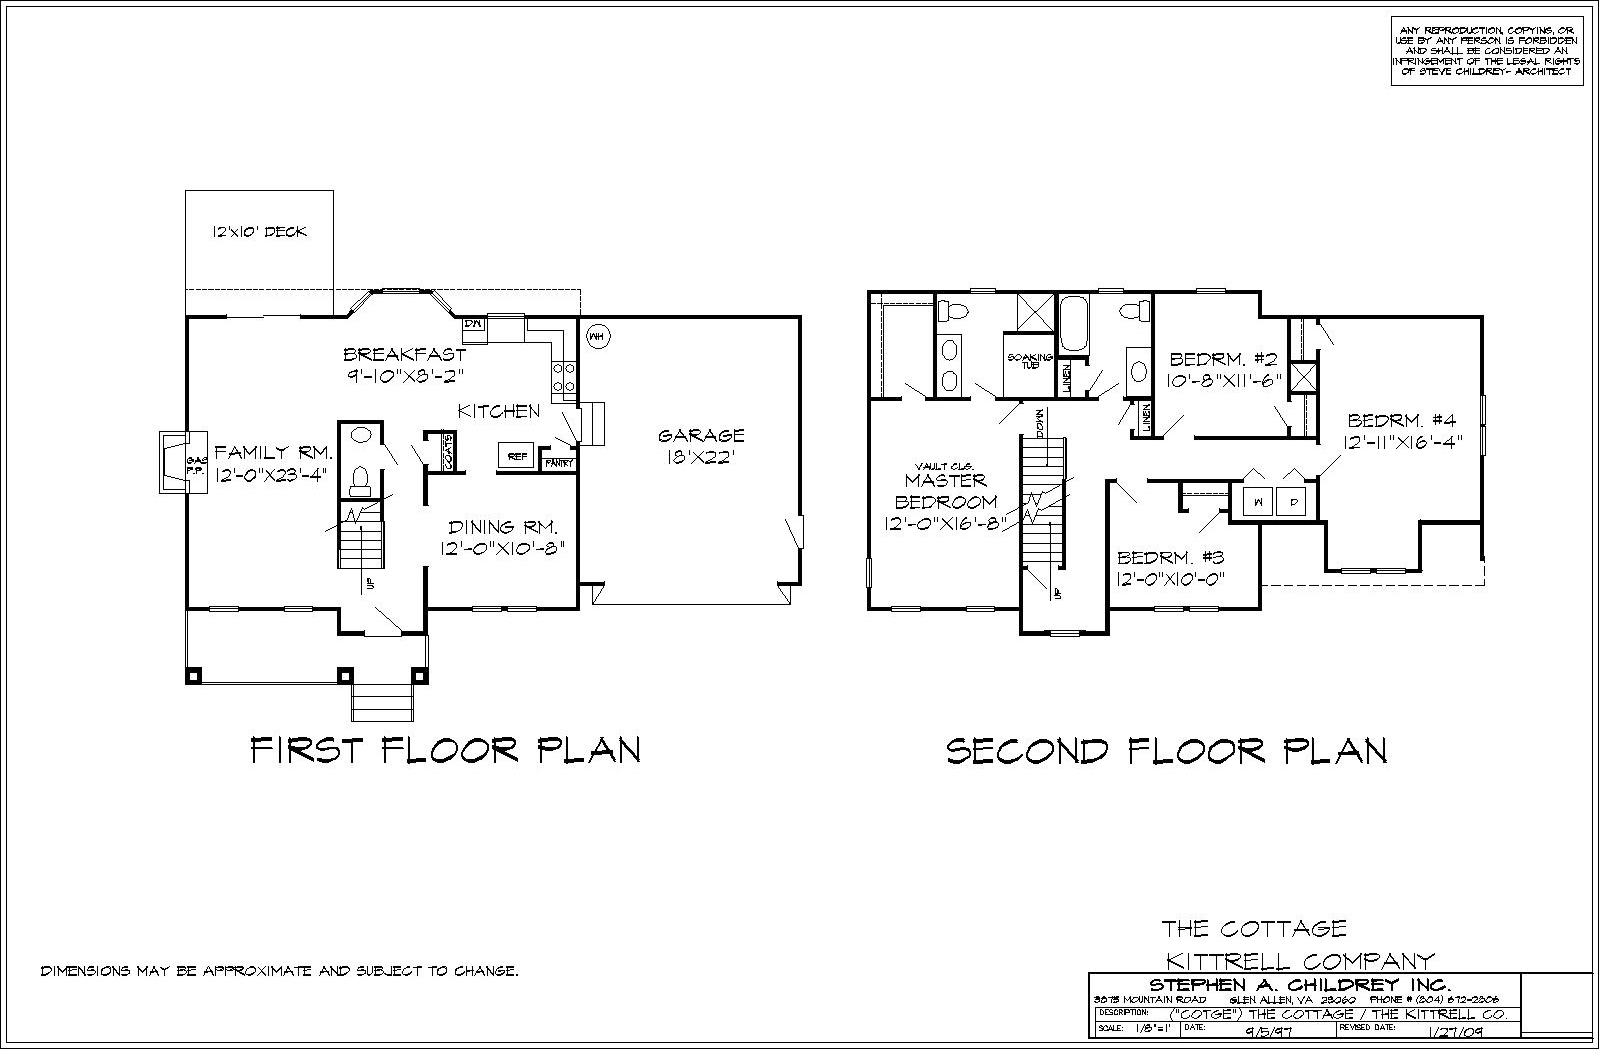 ANY REPRODUCTION, COPYING, OR
USE BY ANY PERSON IS FORBIDDEN
AND SHALL BE CONSIDERED AN
INFRINGEMENT OF THE LEGAL RIGHTS
OF STEVE CHILDREY- ARCHITECT
12'X10' DECK
DW
WH
BREAKFAST
9'-10"X8'-2"
KITCHEN
GARAGE
18'X22'
COATS
REF
PANTRY
GAS
F.P.
FAMILY RM.
12'-0"X23'-4"
DINING RM.
12'-0"X10'-8"
UP
FIRST FLOOR PLAN
SOAKING
TUB
LINEN
BEDRM. #2
10'-8"X11'-6"
LINEN
DOWN
BEDRM. #4
12'-11"X16'-4"
VAULT CLG.
MASTER
BEDROOM
12'-0"X16'-8"
W
D
BEDRM. #3
12'-0"X10'-0"
UP
SECOND FLOOR PLAN
THE COTTAGE
KITTRELL COMPANY
DIMENSIONS MAY BE APPROXIMATE AND SUBJECT TO CHANGE.
STEPHEN A. CHILDREY INC.
MOUNTAIN ROAD GLEN ALLEN, VA 23060 PHONE # (804)
DESCRIPTION: ("COTGE") THE COTTAGE / THE KITTRELL CO.
SCALE: 1/8"=1' DATE: 9/5/97 REVISED DATE: 1/27/09